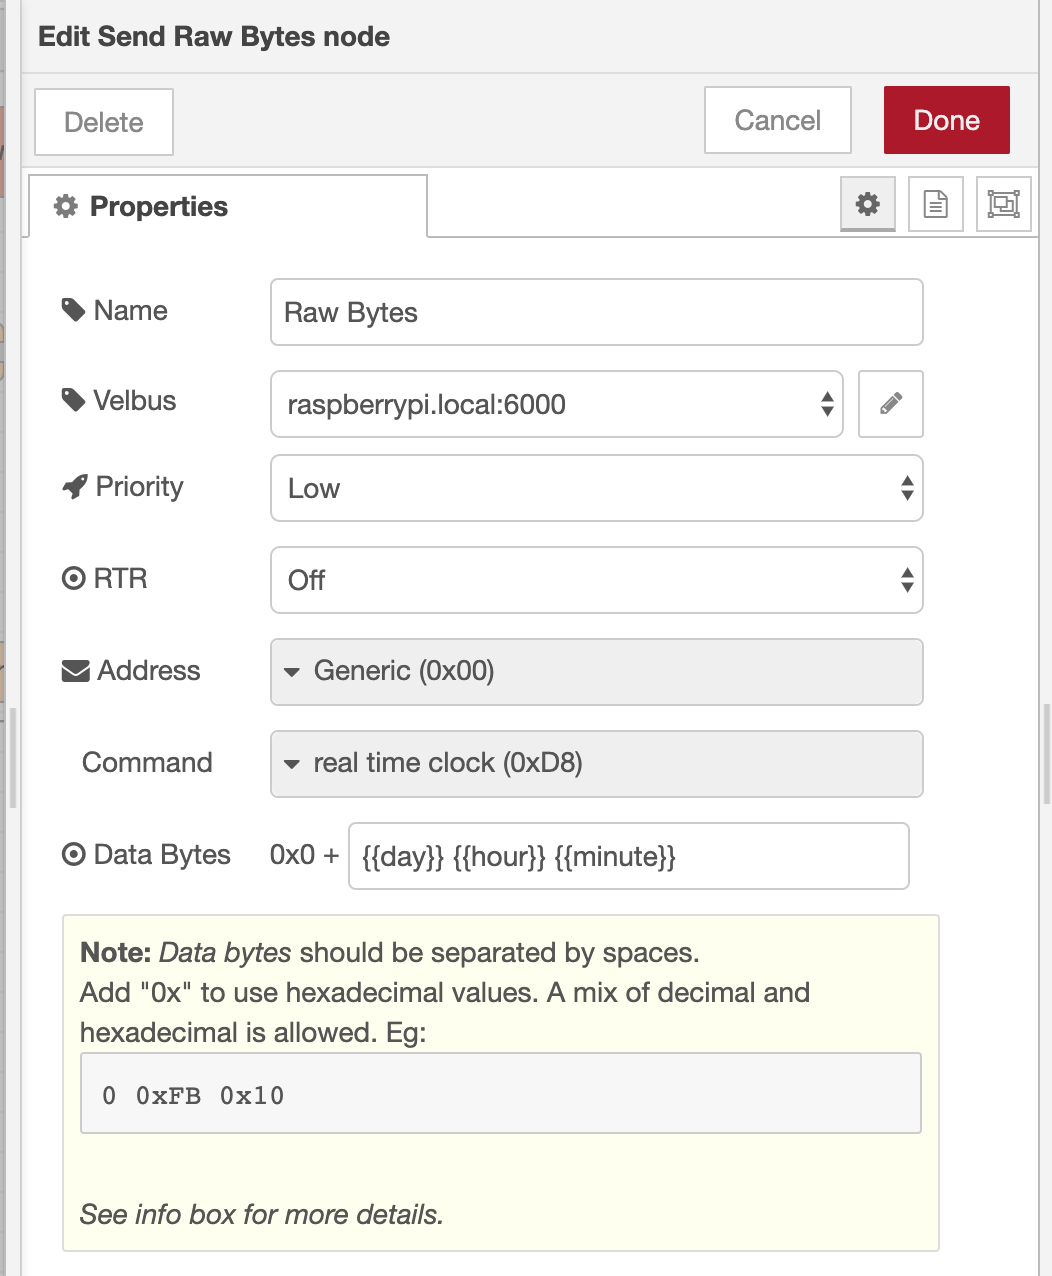 Edit Send Raw Bytes node
Delete
Cancel
Done
Properties
Name
Raw Bytes
Velbus
raspberrypi.local:6000
Priority
Low
RTR
Off
Address
Generic (0x00)
Command
real time clock (0xD8)
Data Bytes
0x0 +
{{day}} {{hour}} {{minute}}
Note: Data bytes should be separated by spaces.
Add "0x" to use hexadecimal values. A mix of decimal and
hexadecimal is allowed. Eg:
0 0xFB 0x10
See info box for more details.